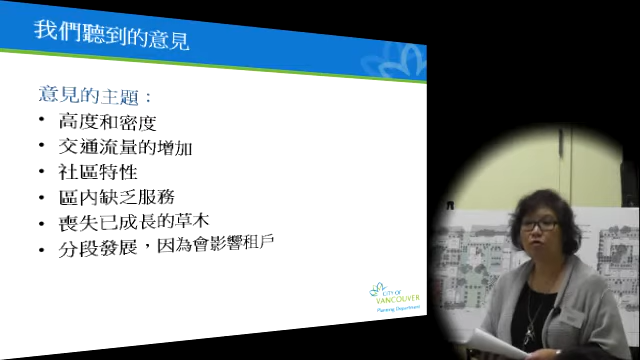 我們聽到的意見
意見的主題：
• 高度和密度
• 交通流量的增加
• 社區特性
• 區內缺乏服務
• 喪失已成長的草木
• 分段發展，因為會影響租戶
CITY OF
VANCOUVER
Planning Department